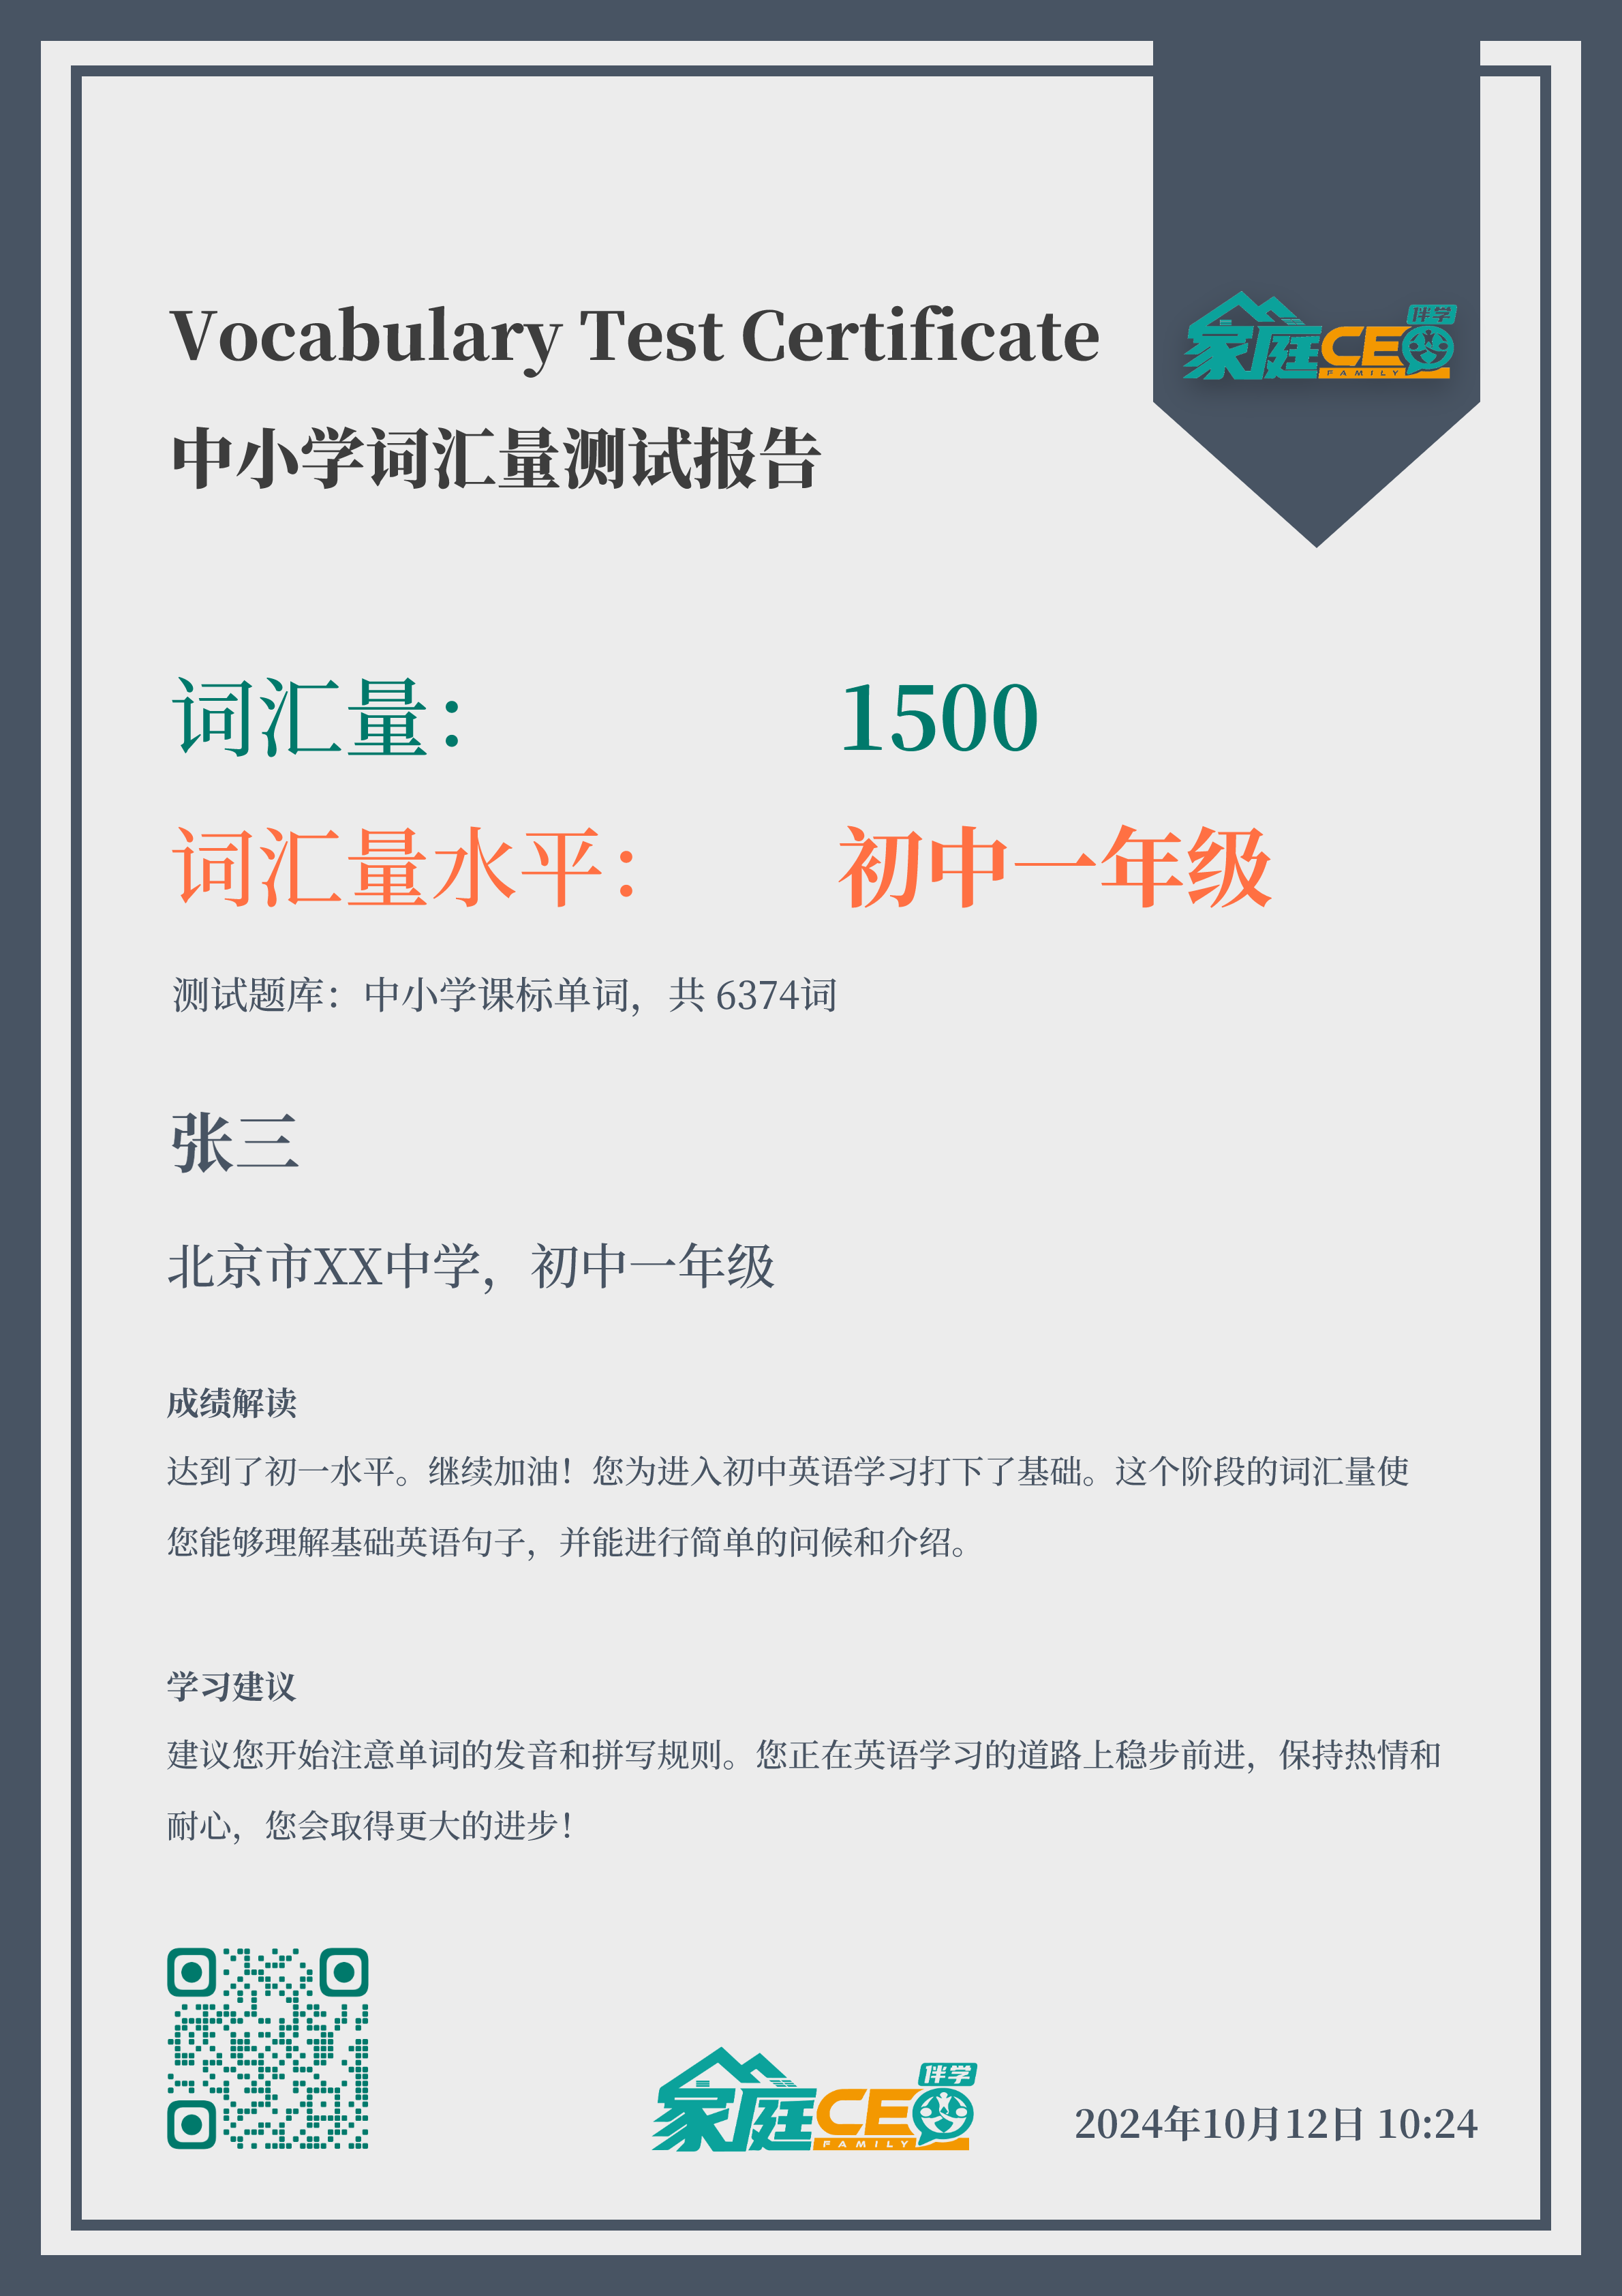 Vocabulary Test Certificate
伴学
家庭CEO
FAMILY
中小学词汇量测试报告
词汇量： 1500
词汇量水平： 初中一年级
测试题库：中小学课标单词，共 6374词
张三
北京市XX中学，初中一年级
成绩解读
达到了初一水平。继续加油！您为进入初中英语学习打下了基础。这个阶段的词汇量使
您能够理解基础英语句子，并能进行简单的问候和介绍。
学习建议
建议您开始注意单词的发音和拼写规则。您正在英语学习的道路上稳步前进，保持热情和
耐心，您会取得更大的进步！
伴学
家庭CEO
FAMILY
2024年10月12日 10:24